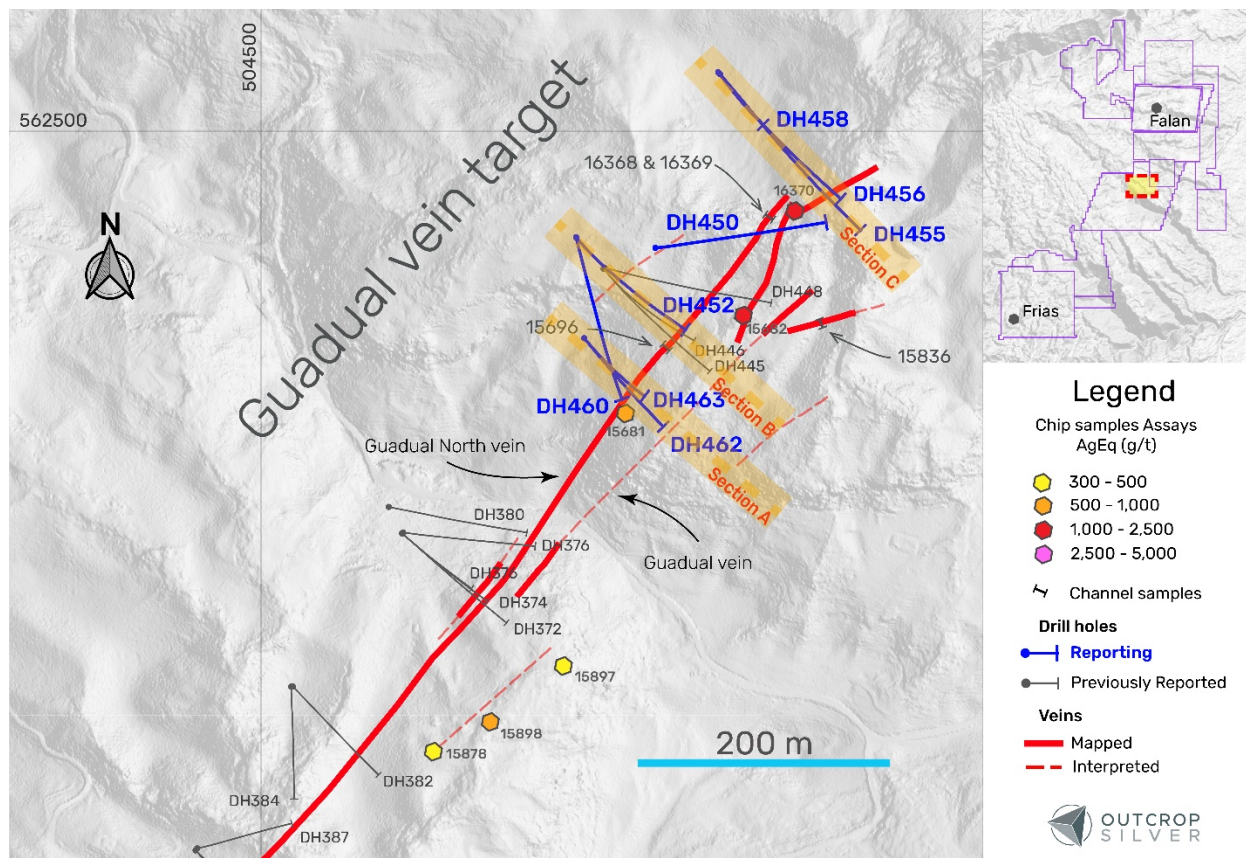 504500
562500
Guadual vein target
N
DH458
16368 & 16369
16370
DH456
DH450
DH455
Section C
DH448
DH452
15682
15696
DH446
DH445
15836
DH463
Section B
DH460
15681
DH462
Guadual North vein
Section A
DH380
DH376
Guadual vein
DH376
DH374
DH372
15897
15898
15878
200 m
DH382
DH384
DH387
Falan
Frias
Legend
Chip samples Assays
AgEq (g/t)
300 - 500
500 - 1,000
1,000 - 2,500
2,500 - 5,000
Channel samples
Drill holes
Reporting
Previously Reported
Veins
Mapped
Interpreted
OUTCROP
SILVER